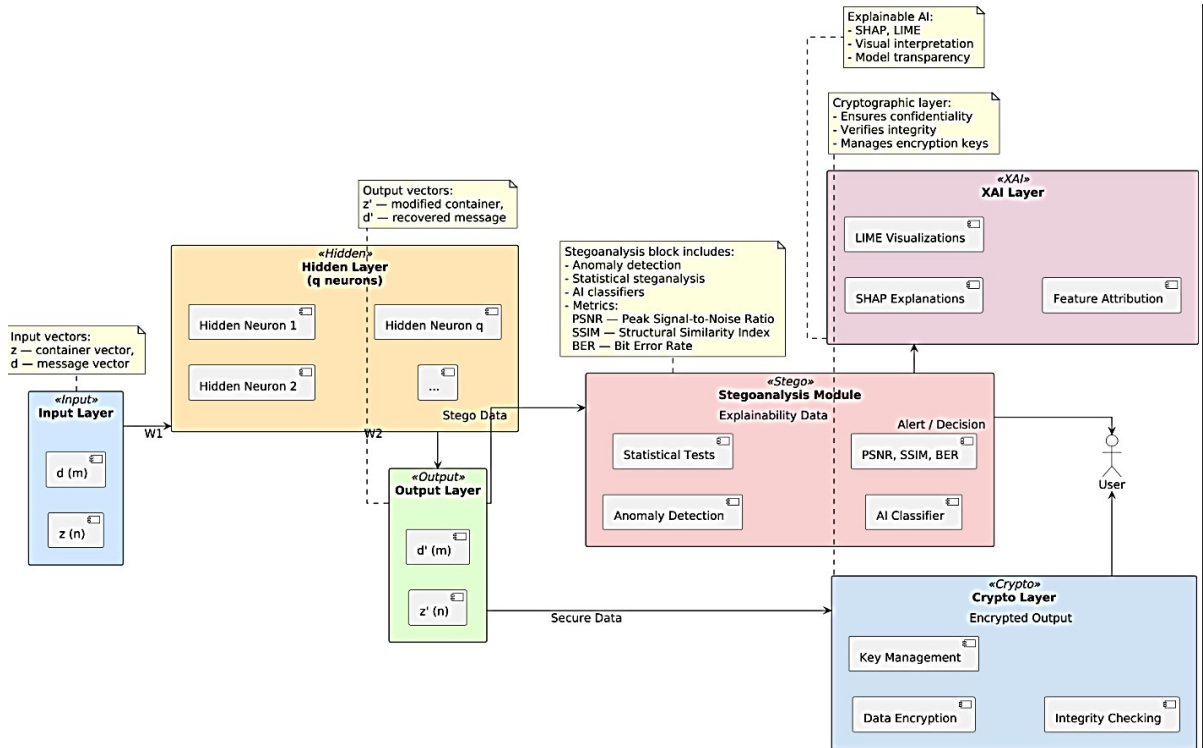 Explainable AI:
- SHAP, LIME
- Visual interpretation
- Model transparency
Cryptographic layer:
- Ensures confidentiality
- Verifies integrity
- Manages encryption keys
«XAI»
XAI Layer
LIME Visualizations
SHAP Explanations
Feature Attribution
Output vectors:
z' — modified container,
d' — recovered message
«Hidden»
Hidden Layer
(q neurons)
Hidden Neuron 1
Hidden Neuron q
Hidden Neuron 2
...
Stegoanalysis block includes:
- Anomaly detection
- Statistical steganalysis
- AI classifiers
- Metrics:
PSNR — Peak Signal-to-Noise Ratio
SSIM — Structural Similarity Index
BER — Bit Error Rate
Input vectors:
z — container vector,
d — message vector
«Input»
Input Layer
d (m)
z (n)
W1
W2
Stego Data
«Output»
Output Layer
d' (m)
z' (n)
«Stego»
Stegoanalysis Module
Explainability Data
Alert / Decision
Statistical Tests
PSNR, SSIM, BER
Anomaly Detection
AI Classifier
User
Secure Data
«Crypto»
Crypto Layer
Encrypted Output
Key Management
Data Encryption
Integrity Checking